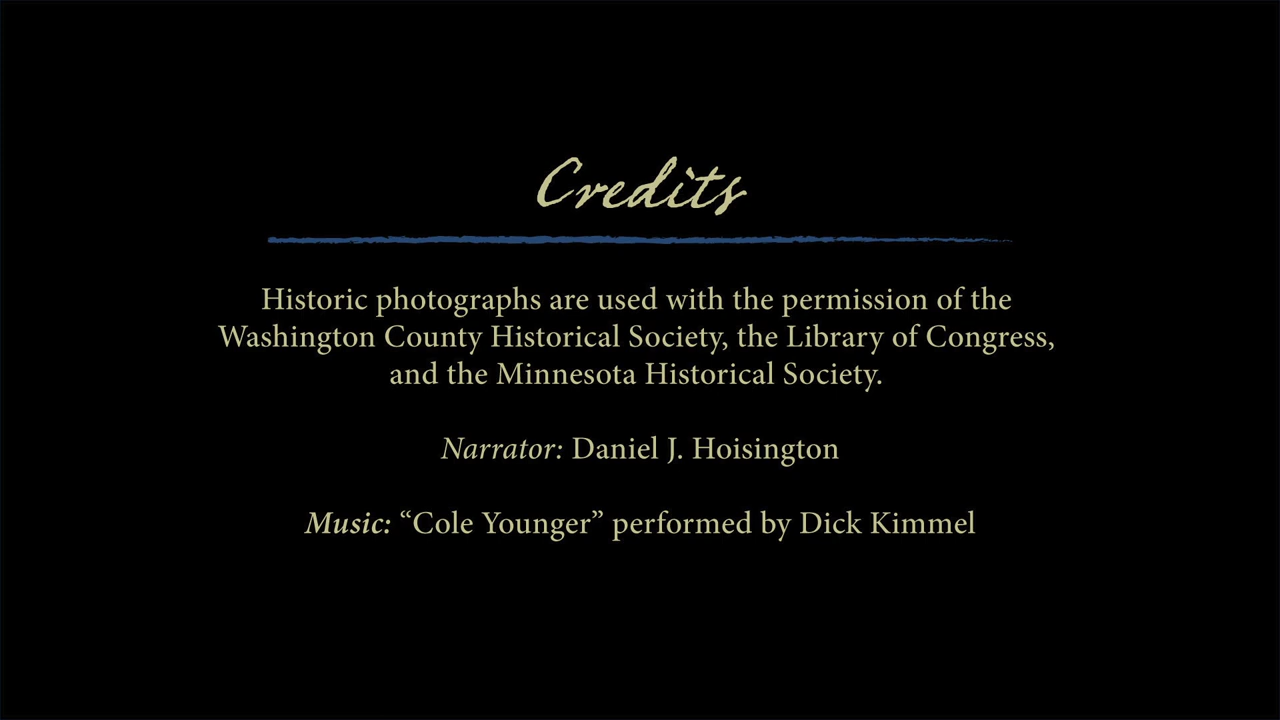 Credits
Historic photographs are used with the permission of the
Washington County Historical Society, the Library of Congress,
and the Minnesota Historical Society.
Narrator: Daniel J. Hoisington
Music: “Cole Younger” performed by Dick Kimmel